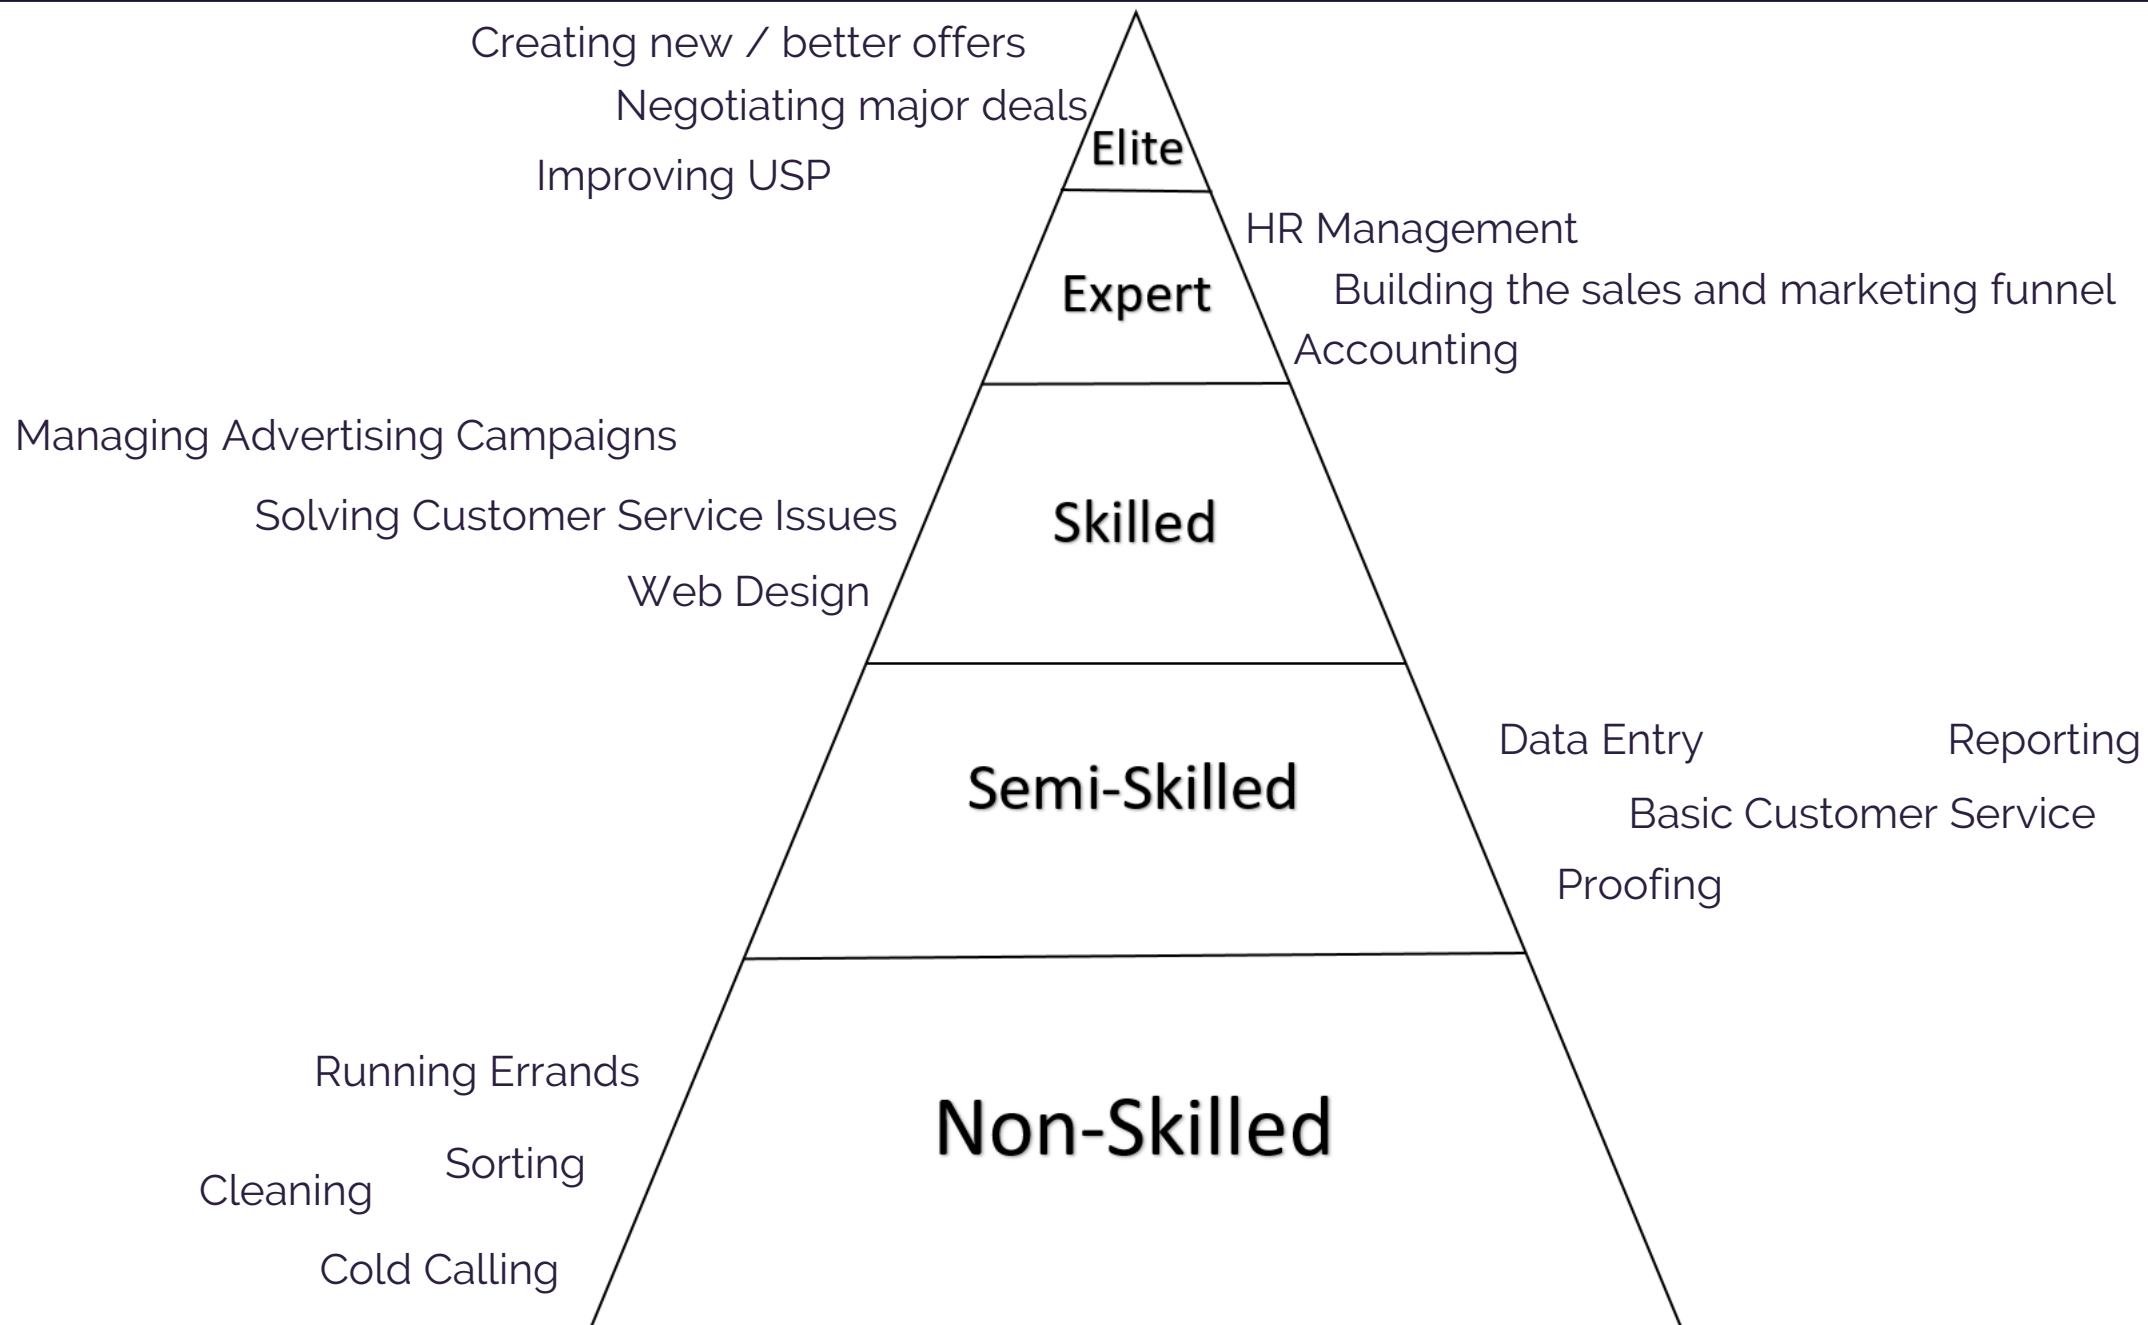 Creating new / better offers
Negotiating major deals
Elite
Improving USP
HR Management
Expert
Building the sales and marketing funnel
Accounting
Managing Advertising Campaigns
Solving Customer Service Issues
Skilled
Web Design
Data Entry
Reporting
Semi-Skilled
Basic Customer Service
Proofing
Running Errands
Non-Skilled
Sorting
Cleaning
Cold Calling